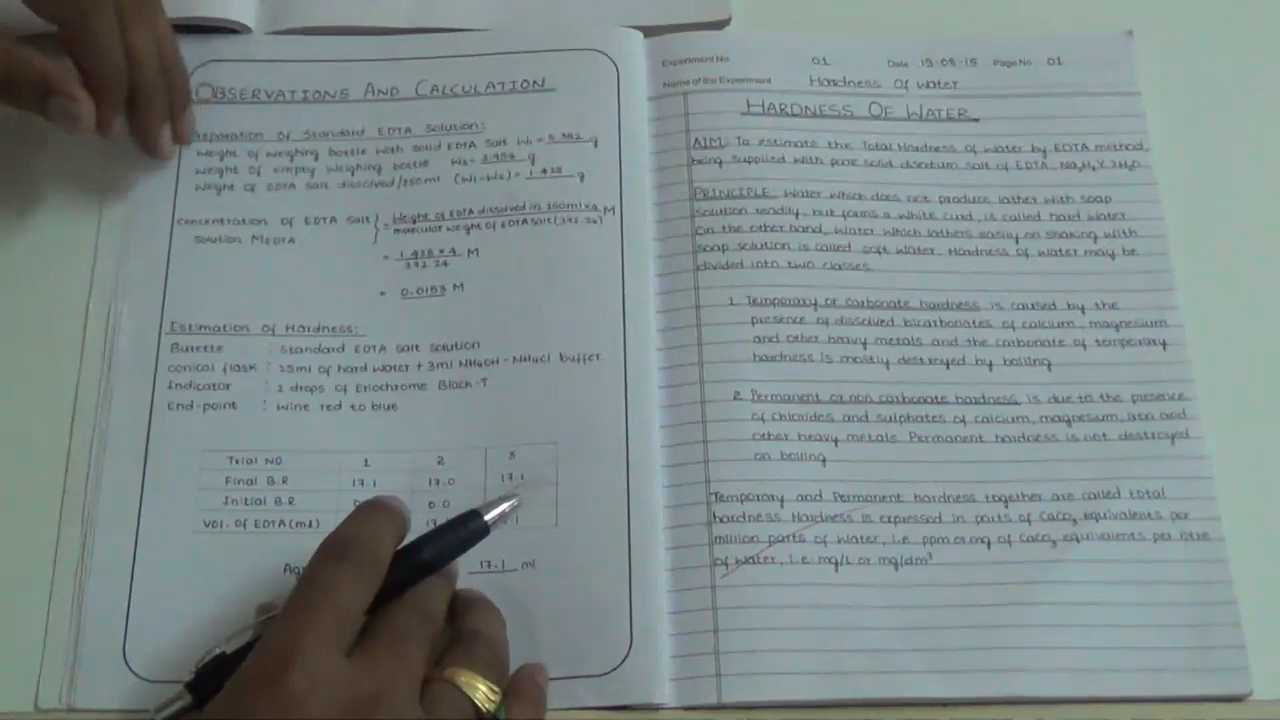 OBSERVATIONS AND CALCULATION
Preparation of Standard EDTA Solution:
Weight of weighing bottle with solid EDTA Salt W₁ = g
Weight of empty weighing bottle W₂ = 3.954 g
Weight of EDTA salt dissolved/250ml (W₁-W₂) = 1.428 g
Concentration of EDTA Salt Solution MEDTA } = Weight of EDTA dissolved in 250ml×4 / molecular weight of EDTA salt (372.24) M
= 1.428 × 4 / 372.24 M
= 0.0153 M
Estimation of Hardness:
Burette : Standard EDTA salt solution
conical flask : 25ml of hard water + 3ml NH₄OH - NH₄Cl buffer
Indicator : 2 drops of Eriochrome Black-T
End-point : wine red to blue
Trial NO 1 2 3
Final B.R 17.1 17.0 17.1
Initial B.R 0.0
Vol. of EDTA (ml)
17.1 ml
Experiment No. 01 Date 19-08-15 Page No. 01
Name of the Experiment Hardness Of water
HARDNESS OF WATER
AIM: To estimate the Total Hardness of water by EDTA method,
being supplied with pure solid disodium salt of EDTA, Na₂H₂Y.2H₂O
PRINCIPLE: Water which does not produce lather with soap
solution readily, but forms a white curd, is called hard water
on the other hand, water which lathers easily on shaking with
soap solution is called soft water. Hardness of water may be
divided into two classes.
1. Temporary or carbonate hardness is caused by the
presence of dissolved bicarbonates of calcium, magnesium
and other heavy metals and the carbonate of temporary
hardness is mostly destroyed by boiling
2. Permanent or non carbonate hardness is due to the presence
of chlorides and sulphates of calcium, magnesium, iron and
other heavy metals. Permanent hardness is not destroyed
on boiling
Temporary and Permanent hardness together are called total
hardness. Hardness is expressed in parts of CaCO₃ equivalents per
million parts of water, i.e ppm or mg of CaCO₃ equivalents per litre
of water, i.e mg/L or mg/dm³